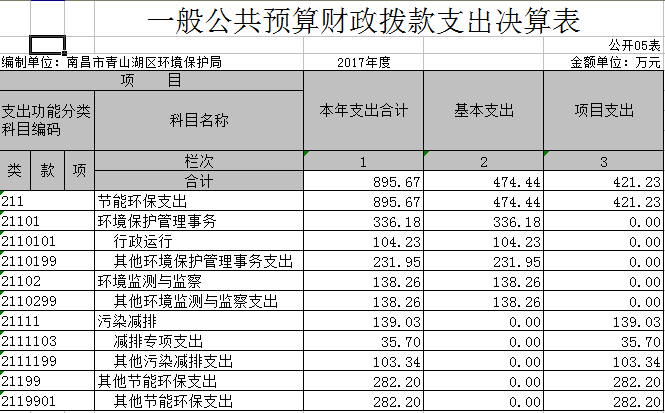 一般公共预算财政拨款支出决算表
公开05表
编制单位：南昌市青山湖区环境保护局 2017年度 金额单位：万元
项 目 本年支出合计 基本支出 项目支出
支出功能分类科目编码 科目名称
类 款 项 栏次 1 2 3
合计 895.67 474.44 421.23
211 节能环保支出 895.67 474.44 421.23
21101 环境保护管理事务 336.18 336.18 0.00
2110101 行政运行 104.23 104.23 0.00
2110199 其他环境保护管理事务支出 231.95 231.95 0.00
21102 环境监测与监察 138.26 138.26 0.00
2110299 其他环境监测与监察支出 138.26 138.26 0.00
21111 污染减排 139.03 0.00 139.03
2111103 减排专项支出 35.70 0.00 35.70
2111199 其他污染减排支出 103.34 0.00 103.34
21199 其他节能环保支出 282.20 0.00 282.20
2119901 其他节能环保支出 282.20 0.00 282.20